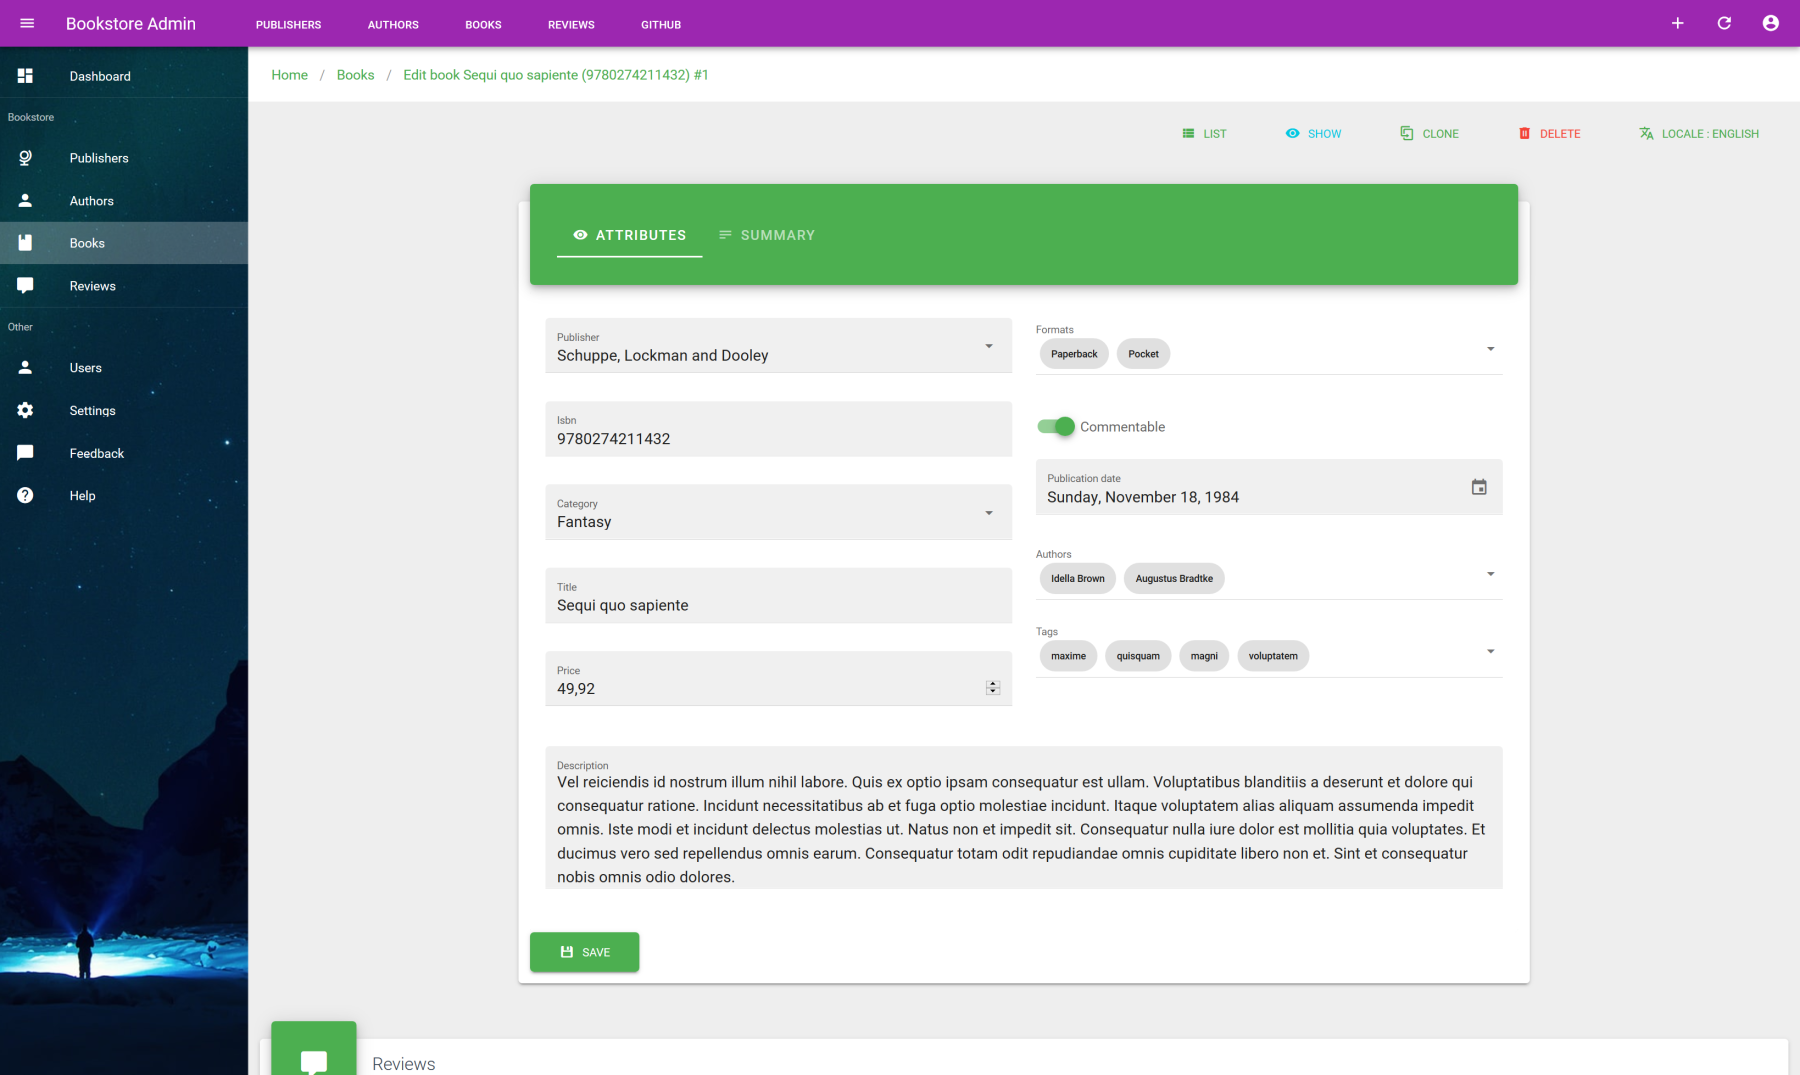 Bookstore Admin
PUBLISHERS
AUTHORS
BOOKS
REVIEWS
GITHUB
Dashboard
Bookstore
Publishers
Authors
Books
Reviews
Other
Users
Settings
Feedback
Help
Home / Books / Edit book Sequi quo sapiente (9780274211432) #1
LIST
SHOW
CLONE
DELETE
LOCALE : ENGLISH
ATTRIBUTES
SUMMARY
Publisher
Schuppe, Lockman and Dooley
Isbn
9780274211432
Category
Fantasy
Title
Sequi quo sapiente
Price
49,92
Formats
Paperback
Pocket
Commentable
Publication date
Sunday, November 18, 1984
Authors
Idella Brown
Augustus Bradtke
Tags
maxime
quisquam
magni
voluptatem
Description
Vel reiciendis id nostrum illum nihil labore. Quis ex optio ipsam consequatur est ullam. Voluptatibus blanditiis a deserunt et dolore qui
consequatur ratione. Incidunt necessitatibus ab et fuga optio molestiae incidunt. Itaque voluptatem alias aliquam assumenda impedit
omnis. Iste modi et incidunt delectus molestias ut. Natus non et impedit sit. Consequatur nulla iure dolor est mollitia quia voluptates. Et
ducimus vero sed repellendus omnis earum. Consequatur totam odit repudiandae omnis cupiditate libero non et. Sint et consequatur
nobis omnis odio dolores.
SAVE
Reviews